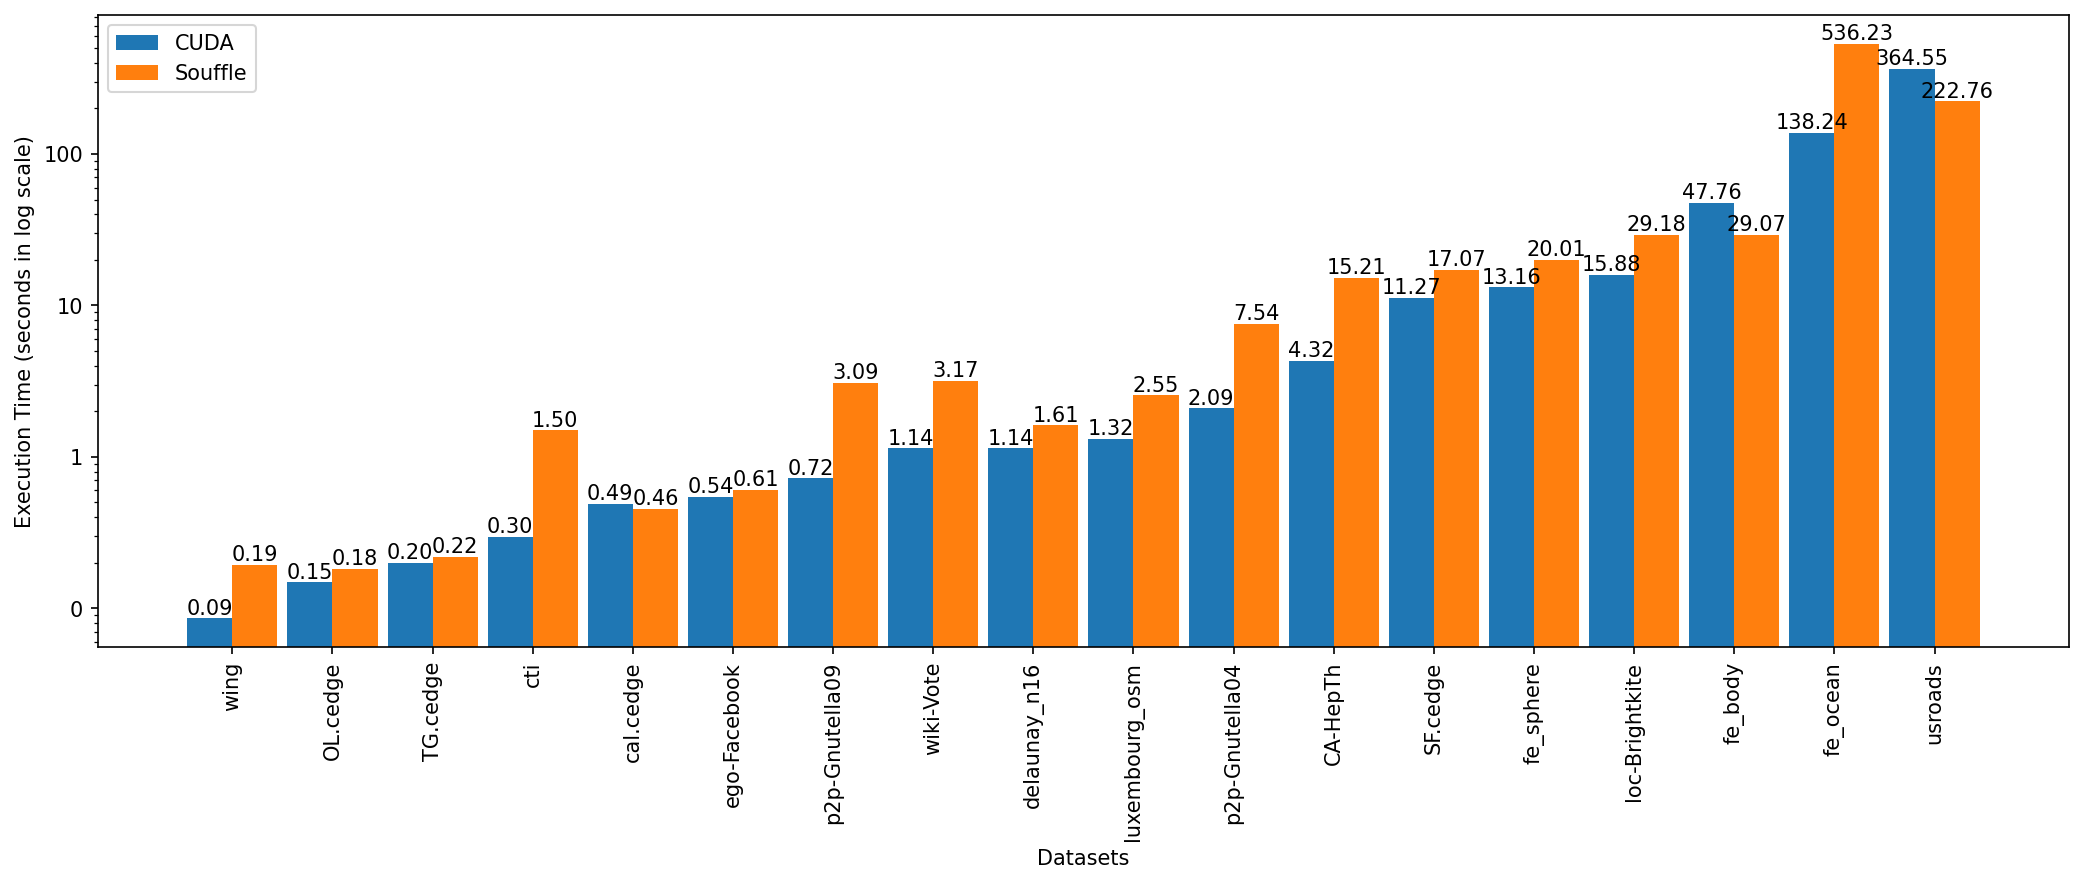 CUDA
Souffle
Execution Time (seconds in log scale)
100
10
1
0
0.09
0.19
0.15
0.18
0.20
0.22
0.30
1.50
0.49
0.46
0.54
0.61
0.72
3.09
1.14
3.17
1.14
1.61
1.32
2.55
2.09
7.54
4.32
15.21
11.27
17.07
13.16
20.01
15.88
29.18
47.76
29.07
138.24
536.23
364.55
222.76
wing
OL.cedge
TG.cedge
cti
cal.cedge
ego-Facebook
p2p-Gnutella09
wiki-Vote
delaunay_n16
luxembourg_osm
p2p-Gnutella04
CA-HepTh
SF.cedge
fe_sphere
loc-Brightkite
fe_body
fe_ocean
usroads
Datasets